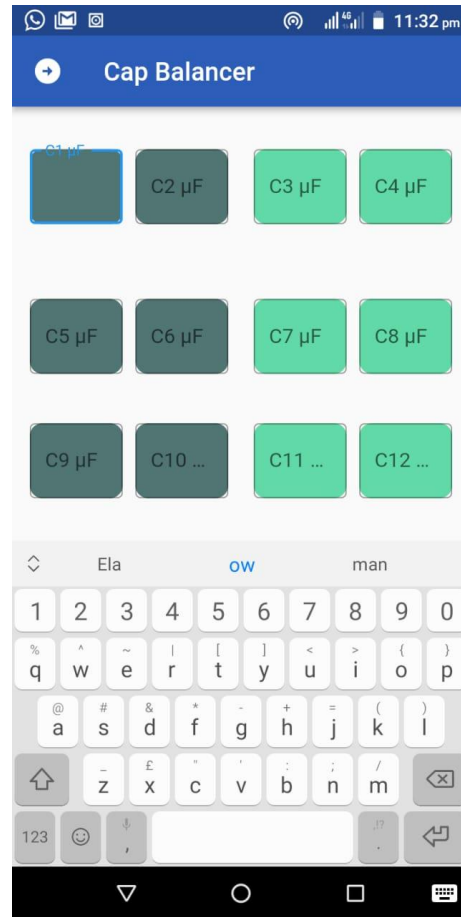 4G 11:32 pm
Cap Balancer
C1 µF C2 µF C3 µF C4 µF
C5 µF C6 µF C7 µF C8 µF
C9 µF C10 ... C11 ... C12 ...
Ela ow man
1 2 3 4 5 6 7 8 9 0
% ^ ~ | [ ] < > { }
q w e r t y u i o p
@ # & * - + = ( )
a s d f g h j k l
_ £ " ' : ; /
z x c v b n m
123 , !? .